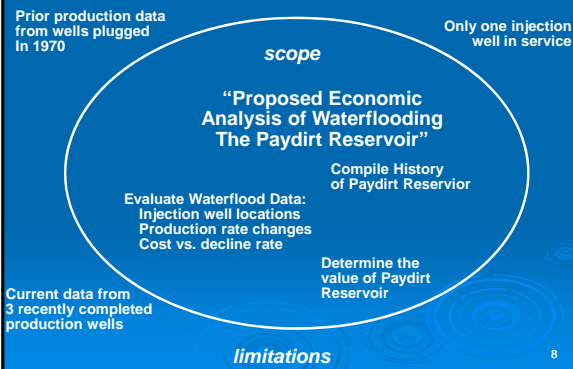 Prior production data
from wells plugged
In 1970
Only one injection
well in service
scope
“Proposed Economic
Analysis of Waterflooding
The Paydirt Reservoir”
Compile History
of Paydirt Reservior
Evaluate Waterflood Data:
Injection well locations
Production rate changes
Cost vs. decline rate
Determine the
value of Paydirt
Reservoir
Current data from
3 recently completed
production wells
limitations
8